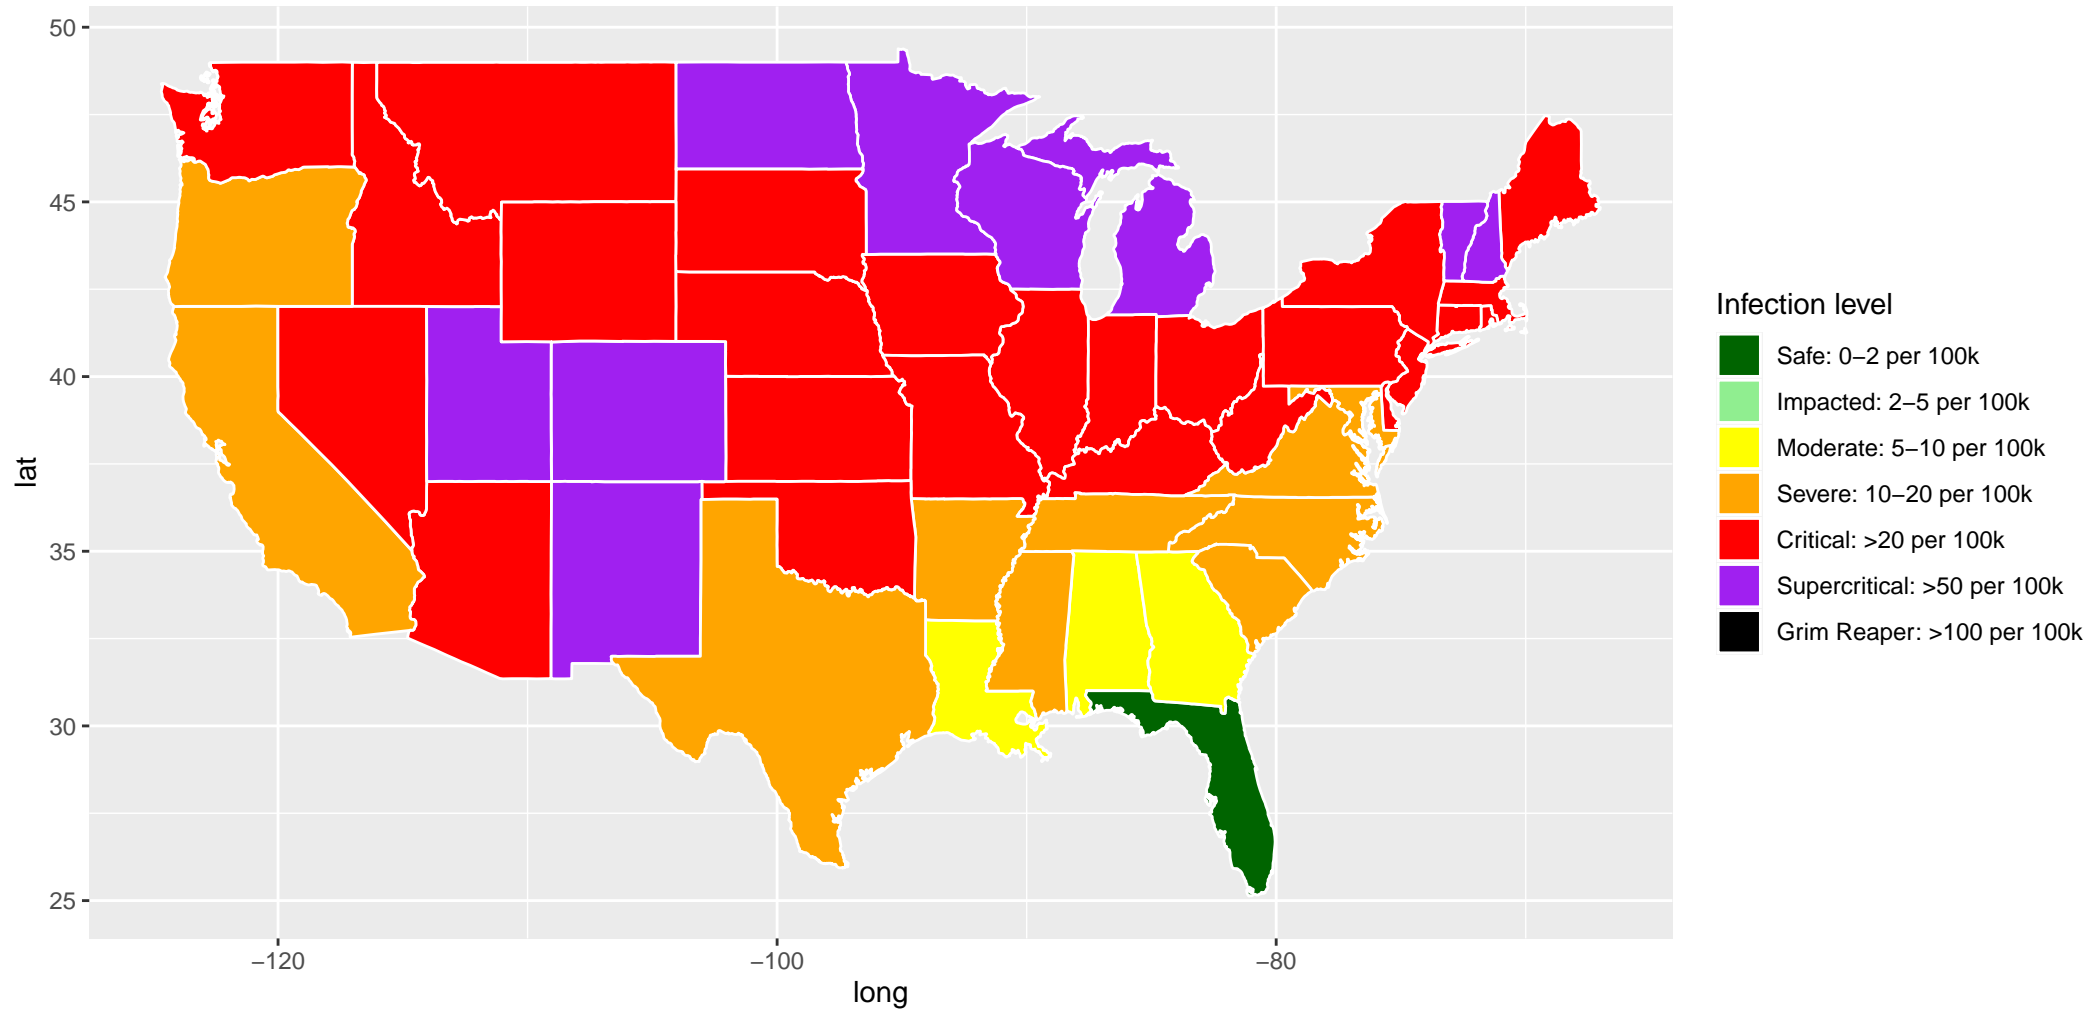 50
45
40
35
30
25
lat
−120
−100
−80
long
Infection level
Safe: 0−2 per 100k
Impacted: 2−5 per 100k
Moderate: 5−10 per 100k
Severe: 10−20 per 100k
Critical: >20 per 100k
Supercritical: >50 per 100k
Grim Reaper: >100 per 100k